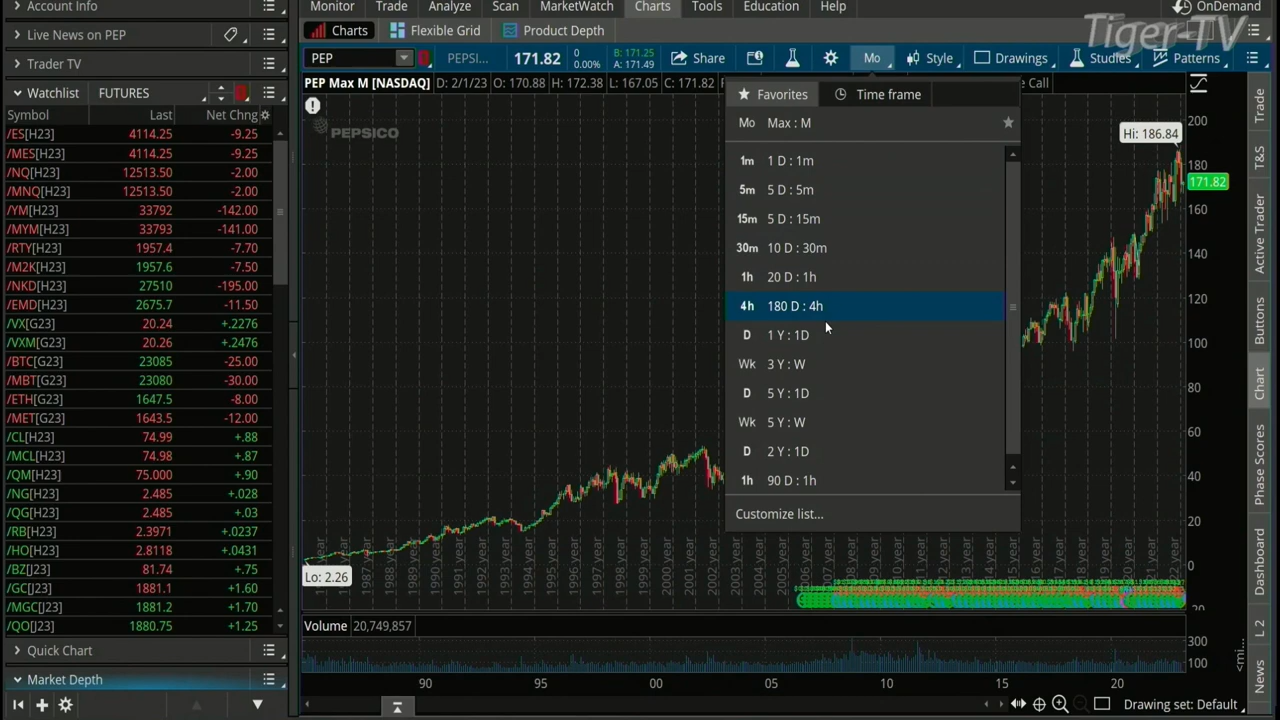 Account Info
Monitor Trade Analyze Scan MarketWatch Charts Tools Education Help OnDemand
Tiger-TV
Live News on PEP
Charts Flexible Grid Product Depth
Trader TV
PEP PEPSI... 171.82 0 0.00% B: 171.25 A: 171.49 Share Mo Style Drawings Studies Patterns
Watchlist FUTURES
PEP Max M [NASDAQ] D: 2/1/23 O: 170.88 H: 172.38 L: 167.05 C: 171.82
Call
Symbol Last Net Chng
/ES[H23] 4114.25 -9.25
/MES[H23] 4114.25 -9.25
/NQ[H23] 12513.50 -2.00
/MNQ[H23] 12513.50 -2.00
/YM[H23] 33792 -142.00
/MYM[H23] 33793 -141.00
/RTY[H23] 1957.4 -7.70
/M2K[H23] 1957.6 -7.50
/NKD[H23] 27510 -195.00
/EMD[H23] 2675.7 -11.50
/VX[G23] 20.24 +.2276
/VXM[G23] 20.26 +.2476
/BTC[G23] 23085 -25.00
/MBT[G23] 23080 -30.00
/ETH[G23] 1647.5 -8.00
/MET[G23] 1643.5 -12.00
/CL[H23] 74.99 +.88
/MCL[H23] 74.98 +.87
/QM[H23] 75.000 +.90
/NG[H23] 2.485 +.028
/QG[H23] 2.485 +.03
/RB[H23] 2.3971 +.0237
/HO[H23] 2.8118 +.0431
/BZ[J23] 81.74 +.75
/GC[J23] 1881.1 +1.60
/MGC[J23] 1881.2 +1.70
/QO[J23] 1880.75 +1.25
Quick Chart
Market Depth
PEPSICO
Favorites Time frame
Mo Max : M
1m 1 D : 1m
5m 5 D : 5m
15m 5 D : 15m
30m 10 D : 30m
1h 20 D : 1h
4h 180 D : 4h
D 1 Y : 1D
Wk 3 Y : W
D 5 Y : 1D
Wk 5 Y : W
D 2 Y : 1D
1h 90 D : 1h
Customize list...
Hi: 186.84
171.82
200
180
160
140
120
100
80
60
40
20
0
Lo: 2.26
Volume 20,749,857
300
100
90 95 00 05 10 15 20
Drawing set: Default
Trade
T&S
Active Trader
Buttons
Chart
Phase Scores
Dashboard
L 2
News